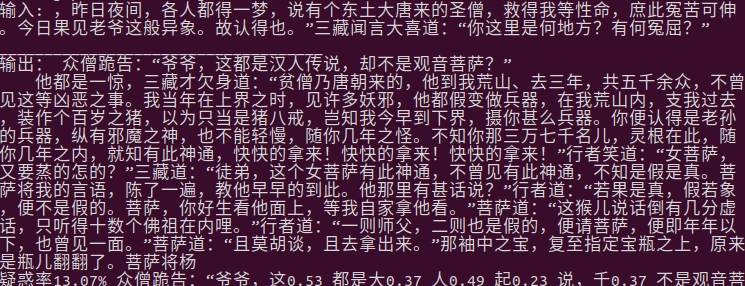 输入: ，昨日夜间，各人都得一梦，说有个东土大唐来的圣僧，救得我等性命，庶此冤苦可伸
。今日果见老爷这般异象。故认得也。”三藏闻言大喜道：“你这里是何地方？有何冤屈？”
输出： 众僧跪告：“爷爷，这都是汉人传说，却不是观音菩萨？”
他都是一惊，三藏才欠身道：“贫僧乃唐朝来的，他到我荒山、去三年，共五千余众，不曾
见这等凶恶之事。我当年在上界之时，见许多妖邪，他都假变做兵器，在我荒山内，支我过去
，装作个百岁之猪，以为只当是猪八戒，岂知我今早到下界，摄你甚么兵器。你便认得是老孙
的兵器，纵有邪魔之神，也不能轻慢，随你几年之怪。不知你那三万七千名儿，灵根在此，随
你几年之内，就知有此神通，快快的拿来！快快的拿来！快快的拿来！”行者笑道：“女菩萨，
又要蒸的怎的？”三藏道：“徒弟，这个女菩萨有此神通，不曾见有此神通，不知是假是真。菩
萨将我的言语，陈了一遍，教他早早的到此。他那里有甚话说？”行者道：“若果是真，假若象
，便不是假的。菩萨，你好生看他面上，等我自家拿他看。”菩萨道：“这猴儿说话倒有几分虚
话，只听得十数个佛祖在内哩。”行者道：“一则师父，二则也是假的，便请菩萨，便即年年以
下，也曾见一面。”菩萨道：“且莫胡谈，且去拿出来。”那袖中之宝，复至指定宝瓶之上，原来
是瓶儿翻翻了。菩萨将杨
疑惑率13.07% 众僧跪告：“爷爷，这0.53 都是大0.37 人0.49 起0.23 说，千0.37 不是观音菩